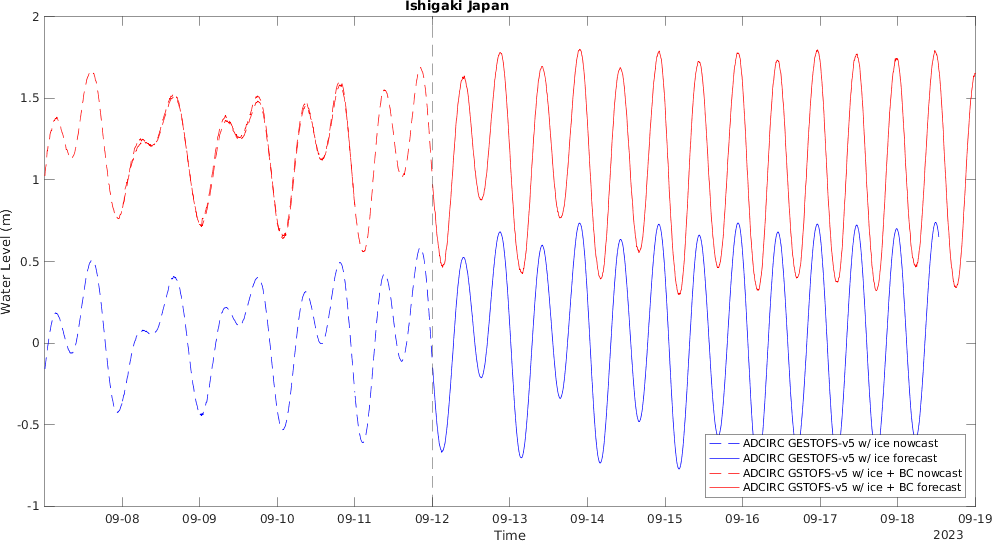 Ishigaki Japan
Water Level (m)
2
1.5
1
0.5
0
-0.5
-1
09-08
09-09
09-10
09-11
09-12
09-13
09-14
09-15
09-16
09-17
09-18
09-19
Time
2023
ADCIRC GESTOFS-v5 w/ ice nowcast
ADCIRC GESTOFS-v5 w/ ice forecast
ADCIRC GSTOFS-v5 w/ ice + BC nowcast
ADCIRC GSTOFS-v5 w/ ice + BC forecast